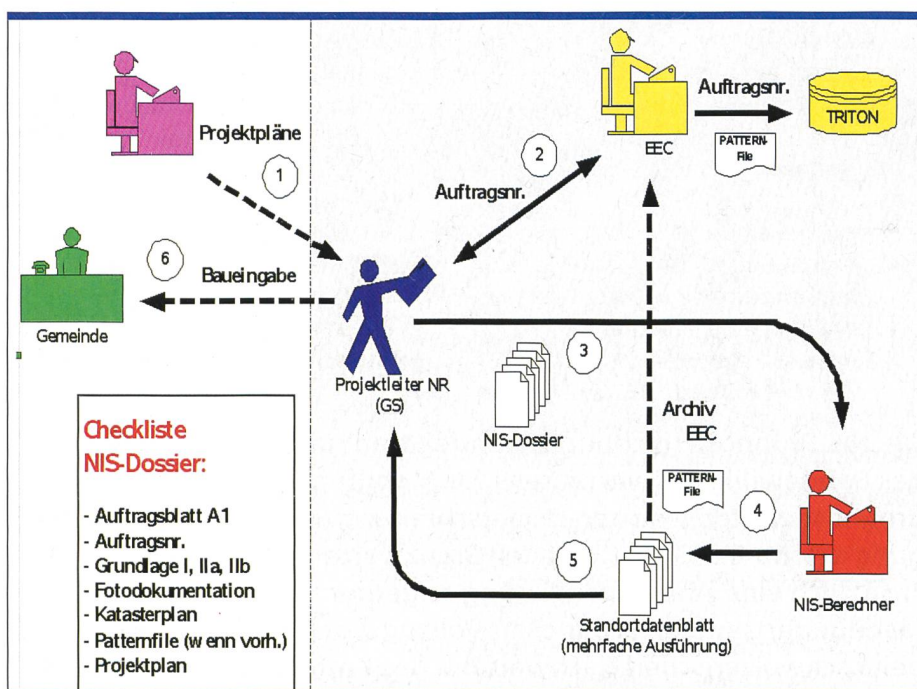 Projektpläne
1
2
Auftragsnr.
EEC
Auftragsnr.
PATTERN-
File
TRITON
6
Baueingabe
Gemeinde
Projektleiter NR
(GS)
3
NIS-Dossier
Archiv
EEC
PATTERN-
File
4
NIS-Berechner
5
Standortdatenblatt
(mehrfache Ausführung)
Checkliste
NIS-Dossier:
- Auftragsblatt A1
- Auftragsnr.
- Grundlage I, IIa, IIb
- Fotodokumentation
- Katasterplan
- Patternfile (wenn vorh.)
- Projektplan